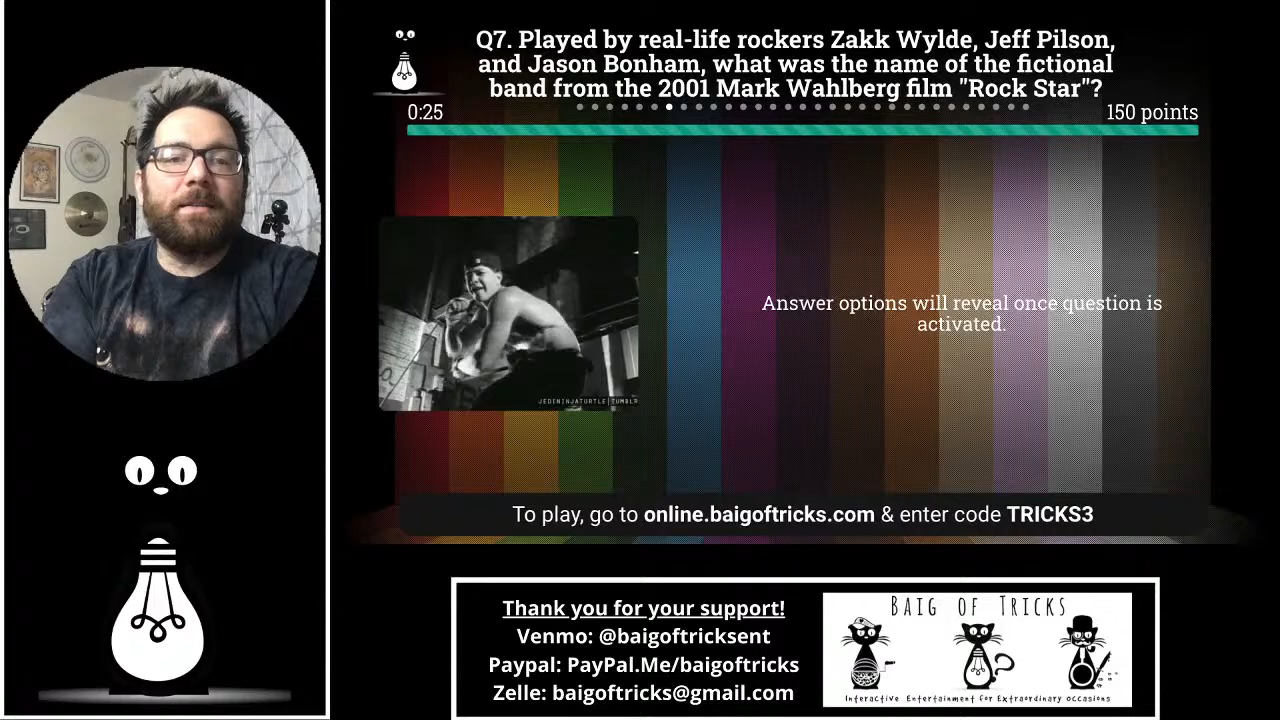 Q7. Played by real-life rockers Zakk Wylde, Jeff Pilson,
and Jason Bonham, what was the name of the fictional
band from the 2001 Mark Wahlberg film "Rock Star"?
0:25
150 points
Answer options will reveal once question is
activated.
JEDININJATURTLE|TUMBLR
To play, go to online.baigoftricks.com & enter code TRICKS3
Thank you for your support!
Venmo: @baigoftricksent
Paypal: PayPal.Me/baigoftricks
Zelle: baigoftricks@gmail.com
BAIG OF TRICKS
Interactive Entertainment for Extraordinary occasions